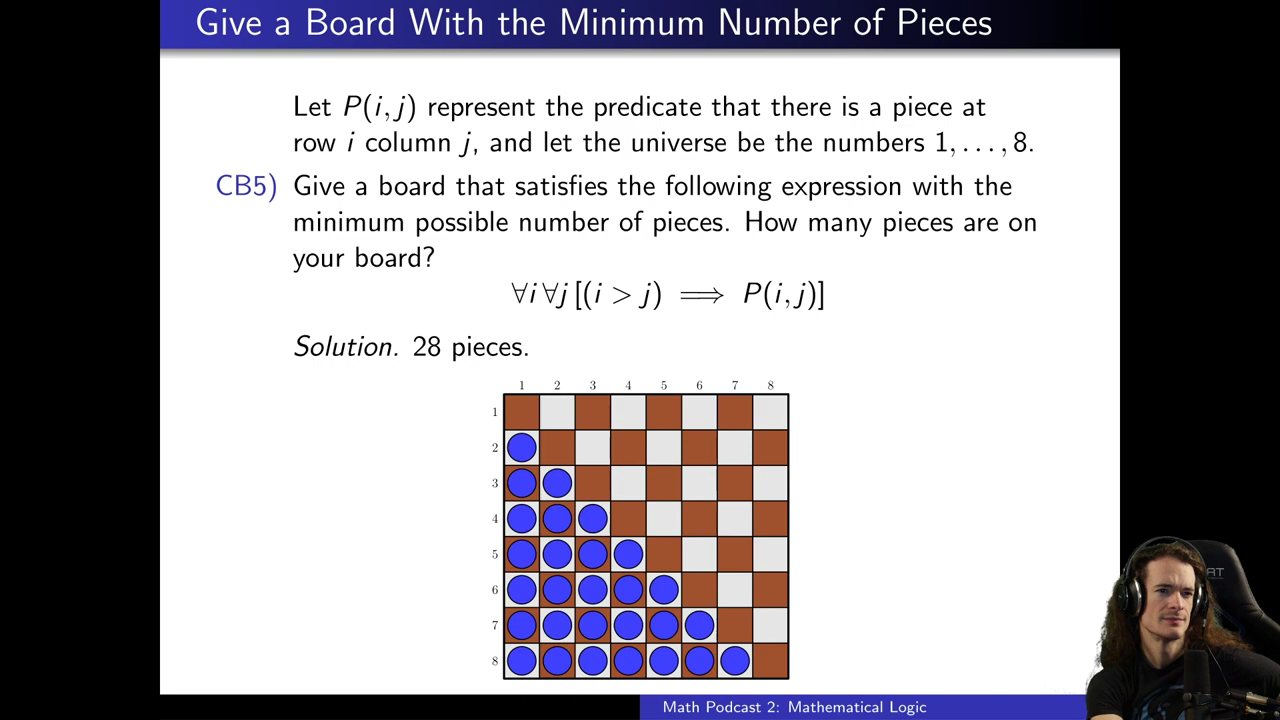 Give a Board With the Minimum Number of Pieces
Let P(i, j) represent the predicate that there is a piece at
row i column j, and let the universe be the numbers 1, . . . , 8.
CB5) Give a board that satisfies the following expression with the
minimum possible number of pieces. How many pieces are on
your board?
∀i ∀j [(i > j) ⟹ P(i, j)]
Solution. 28 pieces.
1 2 3 4 5 6 7 8
1
2
3
4
5
6
7
8
Math Podcast 2: Mathematical Logic